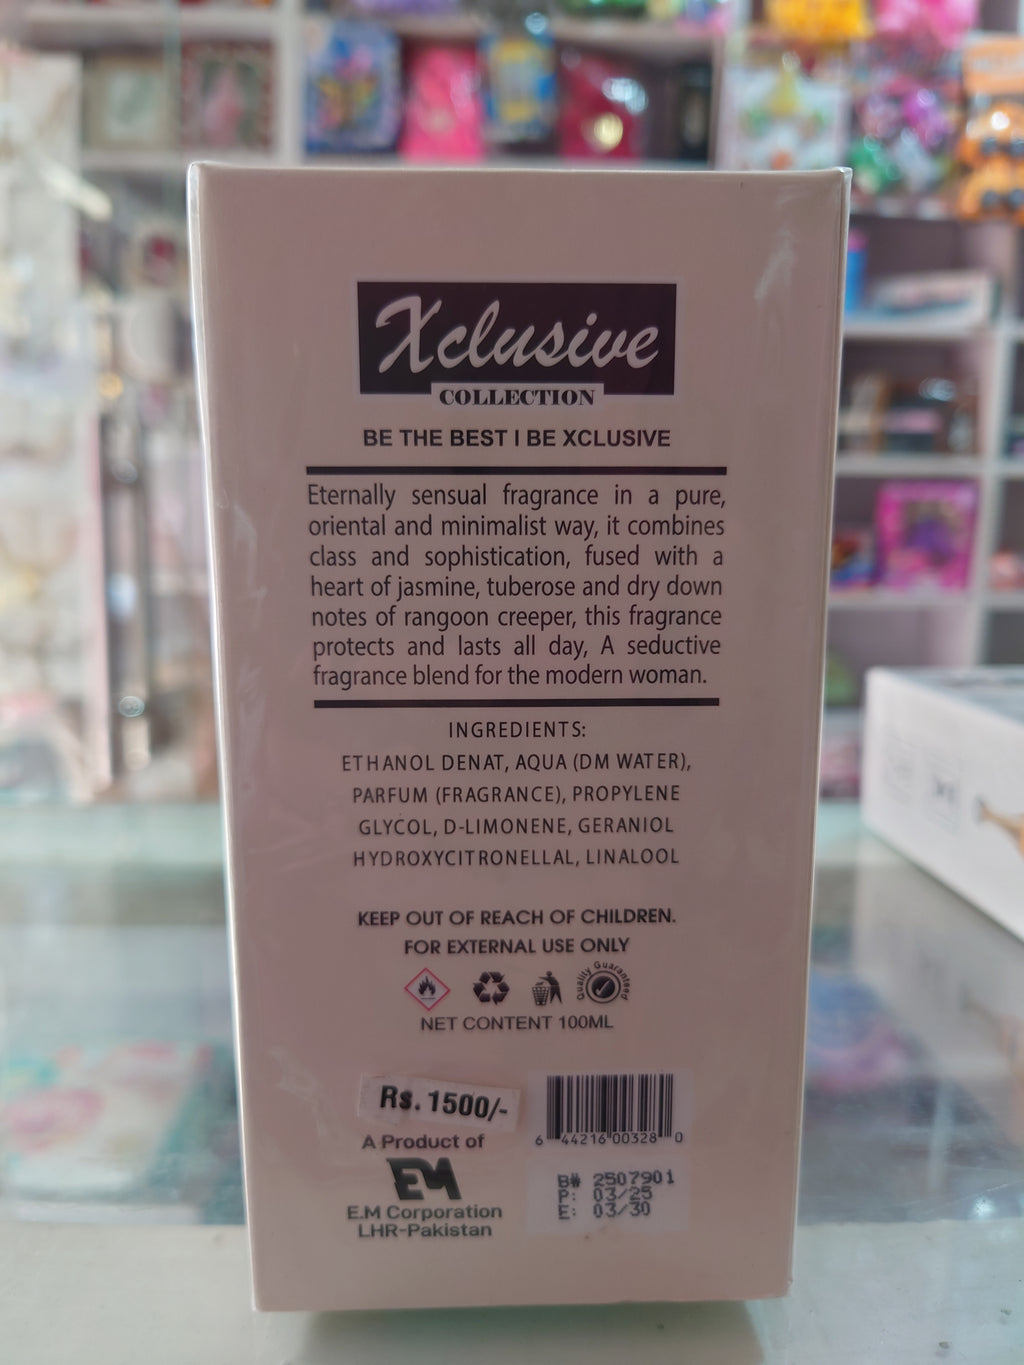 Xclusive
COLLECTION
BE THE BEST I BE XCLUSIVE
Eternally sensual fragrance in a pure,
oriental and minimalist way, it combines
class and sophistication, fused with a
heart of jasmine, tuberose and dry down
notes of rangoon creeper, this fragrance
protects and lasts all day, A seductive
fragrance blend for the modern woman.
INGREDIENTS:
ETHANOL DENAT, AQUA (DM WATER),
PARFUM (FRAGRANCE), PROPYLENE
GLYCOL, D-LIMONENE, GERANIOL
HYDROXYCITRONELLAL, LINALOOL
KEEP OUT OF REACH OF CHILDREN.
FOR EXTERNAL USE ONLY
Quality Guaranteed
NET CONTENT 100ML
Rs. 1500/-
6 44216 00328 0
A Product of
EM
E.M Corporation
LHR-Pakistan
B# 2507901
P: 03/25
E: 03/30